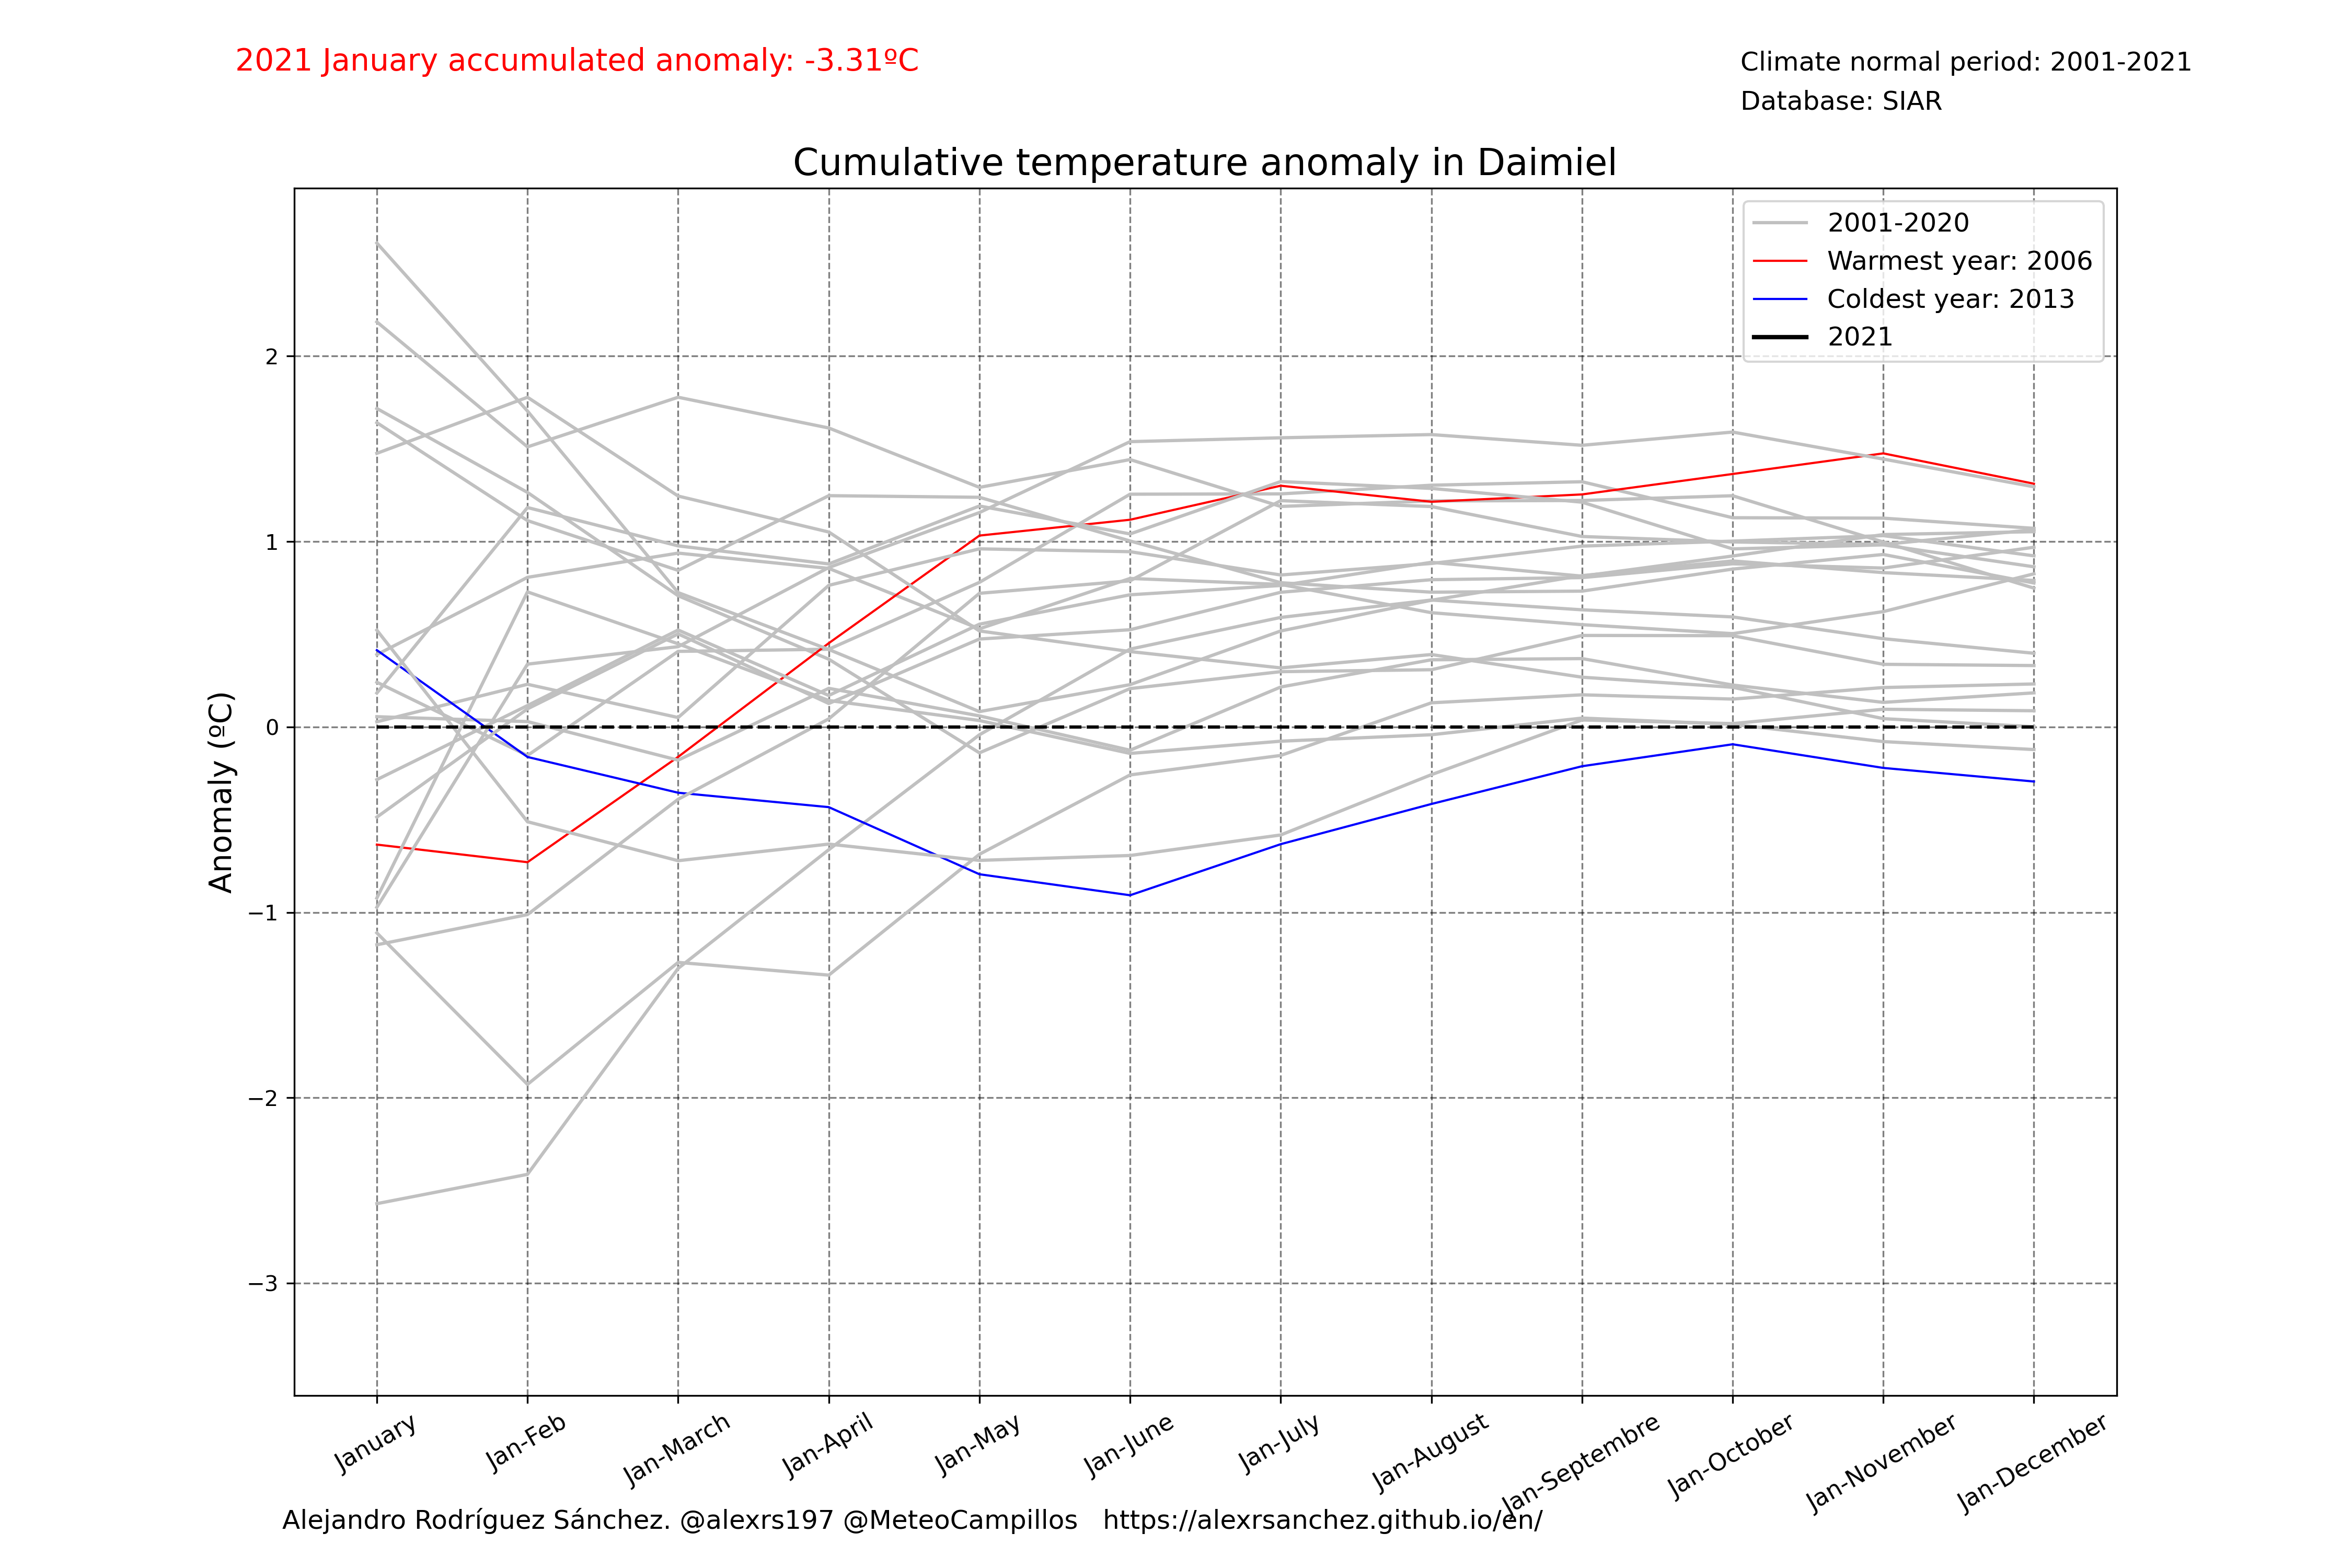 2021 January accumulated anomaly: -3.31ºC
Climate normal period: 2001-2021
Database: SIAR
Cumulative temperature anomaly in Daimiel
2001-2020
Warmest year: 2006
Coldest year: 2013
2021
Anomaly (ºC)
2
1
0
−1
−2
−3
January
Jan-Feb
Jan-March
Jan-April
Jan-May
Jan-June
Jan-July
Jan-August
Jan-Septembre
Jan-October
Jan-November
Jan-December
Alejandro Rodríguez Sánchez. @alexrs197 @MeteoCampillos https://alexrsanchez.github.io/en/